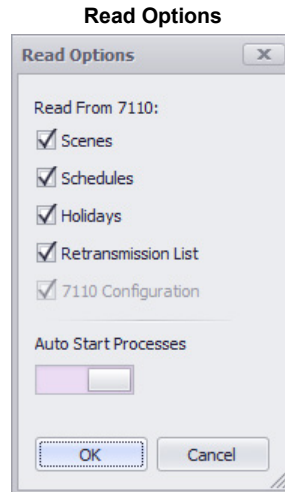 Read Options
Read Options
Read From 7110:
Scenes
Schedules
Holidays
Retransmission List
7110 Configuration
Auto Start Processes
OK Cancel